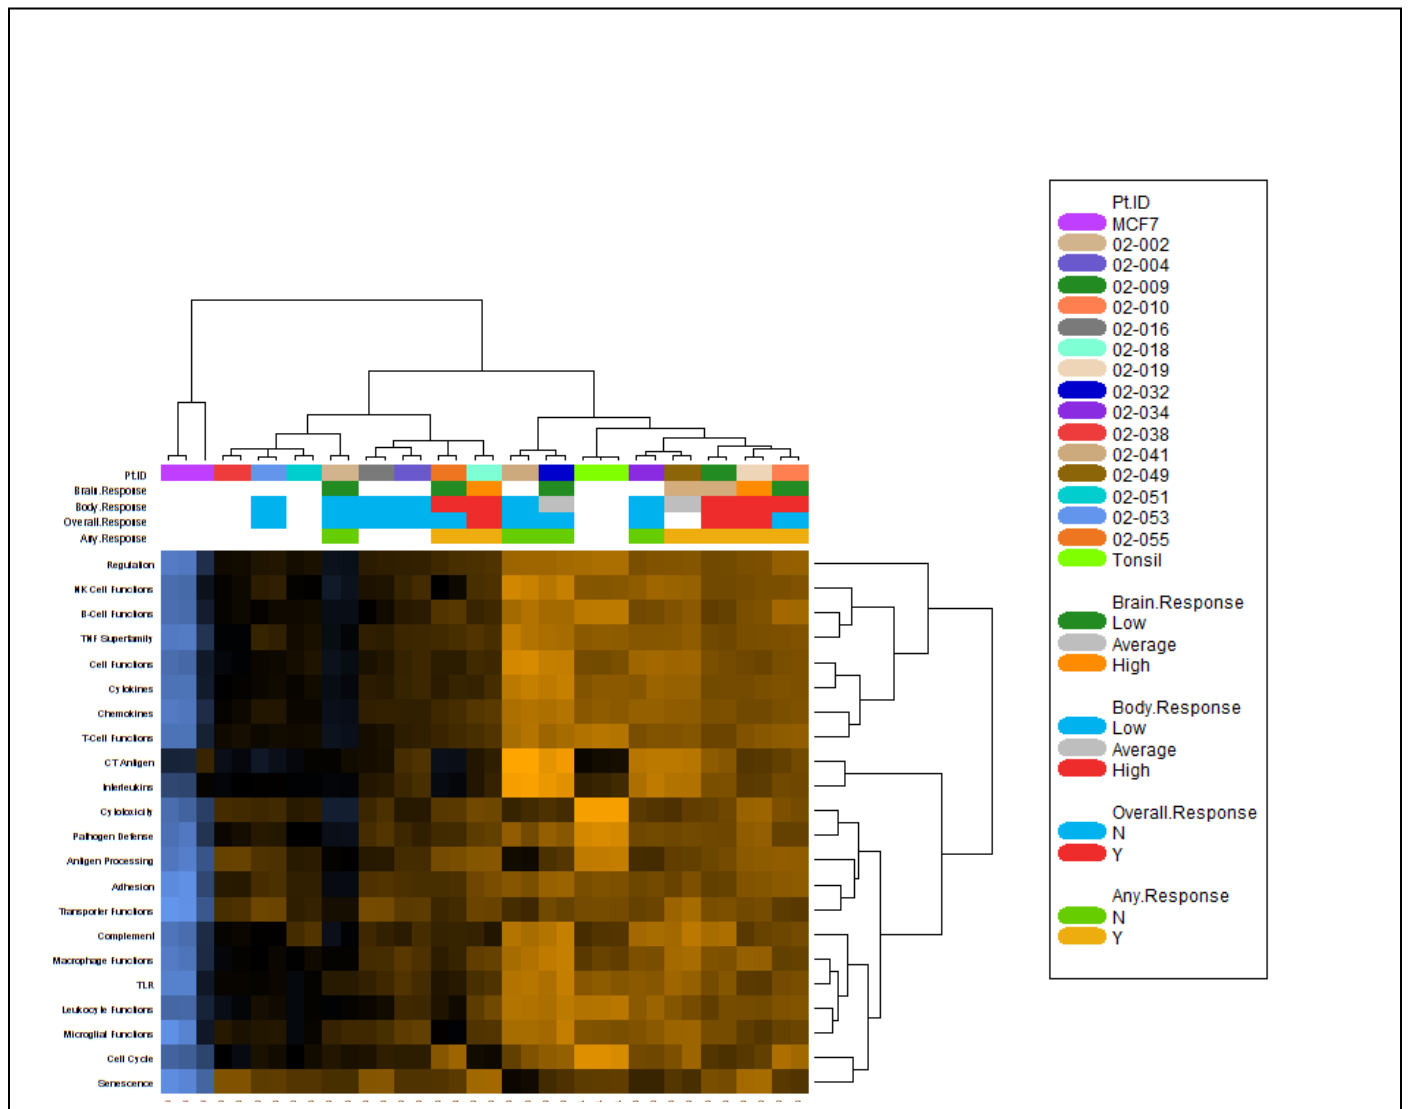 Pt.ID
MCF7
02-002
02-004
02-009
02-010
02-016
02-018
02-019
02-032
02-034
02-038
02-041
02-049
02-051
02-053
02-055
Tonsil
Brain.Response
Low
Average
High
Body.Response
Low
Average
High
Overall.Response
N
Y
Any.Response
N
Y
Pt.ID
Brain.Response
Body.Response
Overall.Response
Any.Response
Regulation
NK Cell Functions
B-Cell Functions
TNF Superfamily
Cell Functions
Cytokines
Chemokines
T-Cell Functions
CT Antigen
Interleukins
Cytotoxicity
Pathogen Defense
Antigen Processing
Adhesion
Transporter Functions
Complement
Macrophage Functions
TLR
Leukocyte Functions
Microglial Functions
Cell Cycle
Senescence